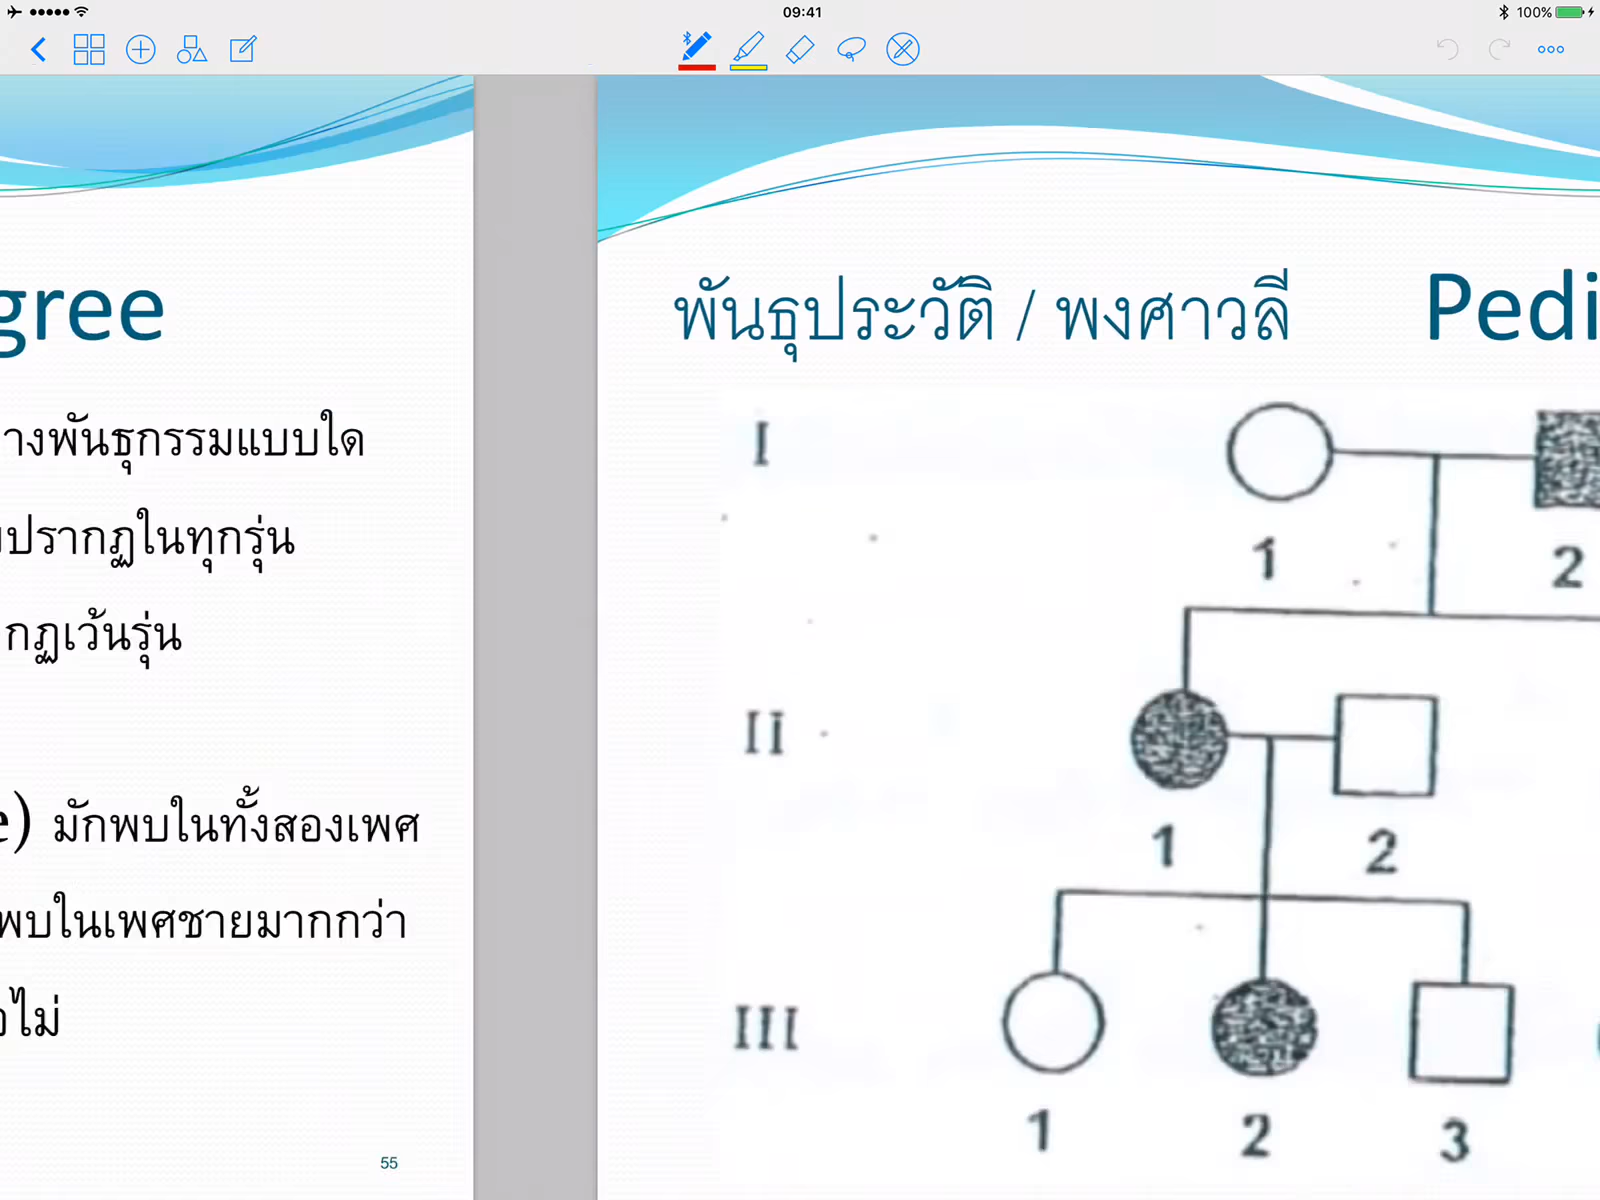 09:41
100%
gree
างพันธุกรรมแบบใด
ปรากฏในทุกรุ่น
กฏเว้นรุ่น
e) มักพบในทั้งสองเพศ
พบในเพศชายมากกว่า
ไม่
55
พันธุประวัติ / พงศาวลี Pedi
I
1 2
II
1 2
III
1 2 3